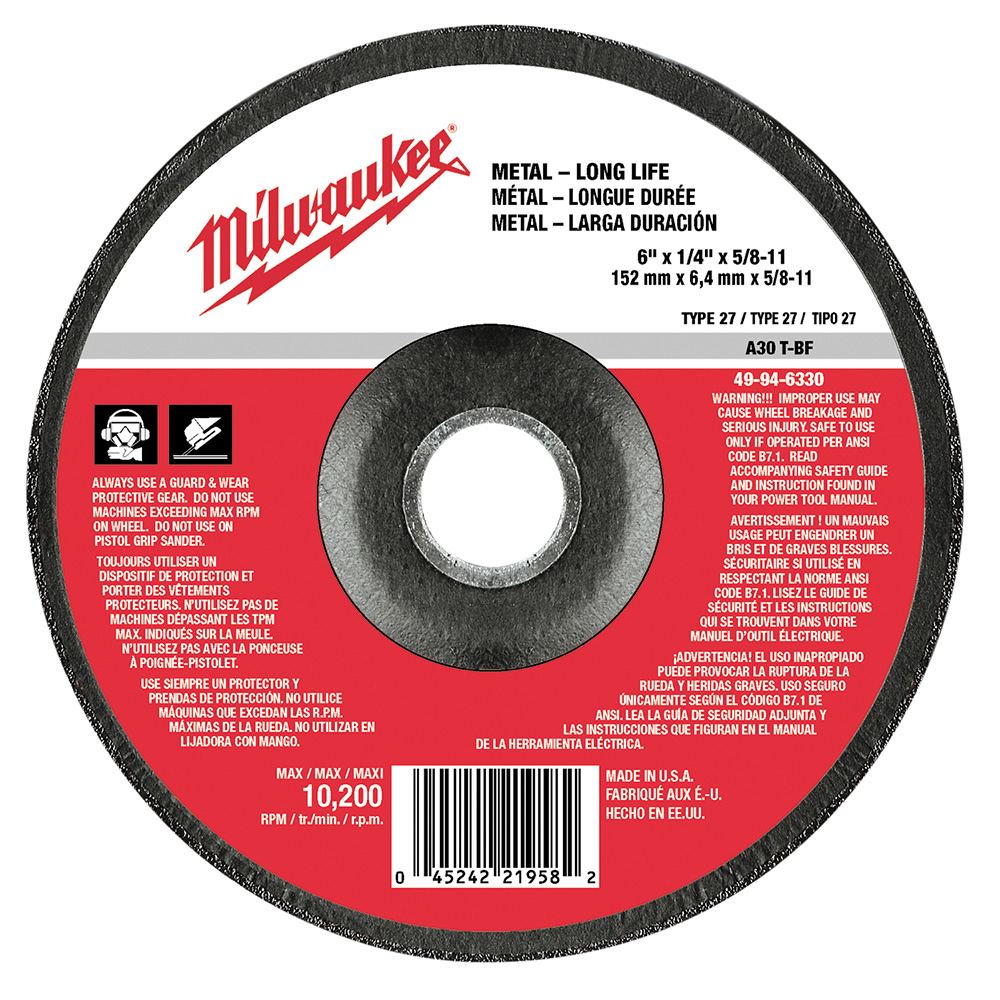 Milwaukee®
METAL – LONG LIFE
MÉTAL – LONGUE DURÉE
METAL – LARGA DURACIÓN
6" x 1/4" x 5/8-11
152 mm x 6,4 mm x 5/8-11
TYPE 27 / TYPE 27 / TIPO 27
A30 T-BF
49-94-6330
WARNING!!! IMPROPER USE MAY
CAUSE WHEEL BREAKAGE AND
SERIOUS INJURY. SAFE TO USE
ONLY IF OPERATED PER ANSI
CODE B7.1. READ
ACCOMPANYING SAFETY GUIDE
AND INSTRUCTION FOUND IN
YOUR POWER TOOL MANUAL.
AVERTISSEMENT ! UN MAUVAIS
USAGE PEUT ENGENDRER UN
BRIS ET DE GRAVES BLESSURES.
SÉCURITAIRE SI UTILISÉ EN
RESPECTANT LA NORME ANSI
CODE B7.1. LISEZ LE GUIDE DE
SÉCURITÉ ET LES INSTRUCTIONS
QUI SE TROUVENT DANS VOTRE
MANUEL D'OUTIL ÉLECTRIQUE.
¡ADVERTENCIA! EL USO INAPROPIADO
PUEDE PROVOCAR LA RUPTURA DE LA
RUEDA Y HERIDAS GRAVES. USO SEGURO
ÚNICAMENTE SEGÚN EL CÓDIGO B7.1 DE
ANSI. LEA LA GUÍA DE SEGURIDAD ADJUNTA Y
LAS INSTRUCCIONES QUE FIGURAN EN EL MANUAL
DE LA HERRAMIENTA ELÉCTRICA.
ALWAYS USE A GUARD & WEAR
PROTECTIVE GEAR. DO NOT USE
MACHINES EXCEEDING MAX RPM
ON WHEEL. DO NOT USE ON
PISTOL GRIP SANDER.
TOUJOURS UTILISER UN
DISPOSITIF DE PROTECTION ET
PORTER DES VÊTEMENTS
PROTECTEURS. N'UTILISEZ PAS DE
MACHINES DÉPASSANT LES TPM
MAX. INDIQUÉS SUR LA MEULE.
N'UTILISEZ PAS AVEC LA PONCEUSE
À POIGNÉE-PISTOLET.
USE SIEMPRE UN PROTECTOR Y
PRENDAS DE PROTECCIÓN. NO UTILICE
MÁQUINAS QUE EXCEDAN LAS R.P.M.
MÁXIMAS DE LA RUEDA. NO UTILIZAR EN
LIJADORA CON MANGO.
MAX / MAX / MAXI
10,200
RPM / tr./min. / r.p.m.
0 45242 21958 2
MADE IN U.S.A.
FABRIQUÉ AUX É.-U.
HECHO EN EE.UU.